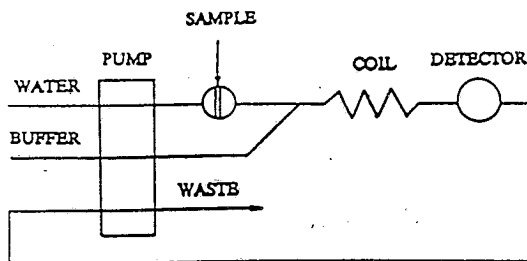 SAMPLE
PUMP
COIL
DETECTOR
WATER
BUFFER
WASTE